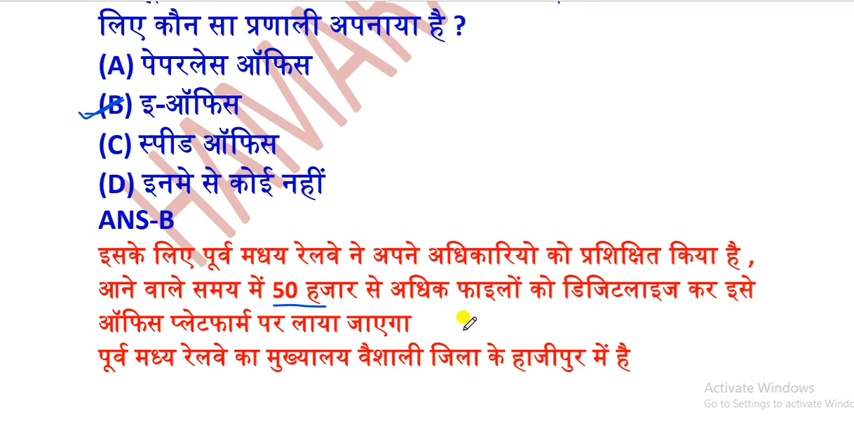 लिए कौन सा प्रणाली अपनाया है ?
(A) पेपरलेस ऑफिस
(B) इ-ऑफिस
(C) स्पीड ऑफिस
(D) इनमे से कोई नहीं
ANS-B
इसके लिए पूर्व मधय रेलवे ने अपने अधिकारियो को प्रशिक्षित किया है ,
आने वाले समय में 50 हजार से अधिक फाइलों को डिजिटलाइज कर इसे
ऑफिस प्लेटफार्म पर लाया जाएगा
पूर्व मध्य रेलवे का मुख्यालय वैशाली जिला के हाजीपुर में है
Activate Windows
Go to Settings to activate Windo